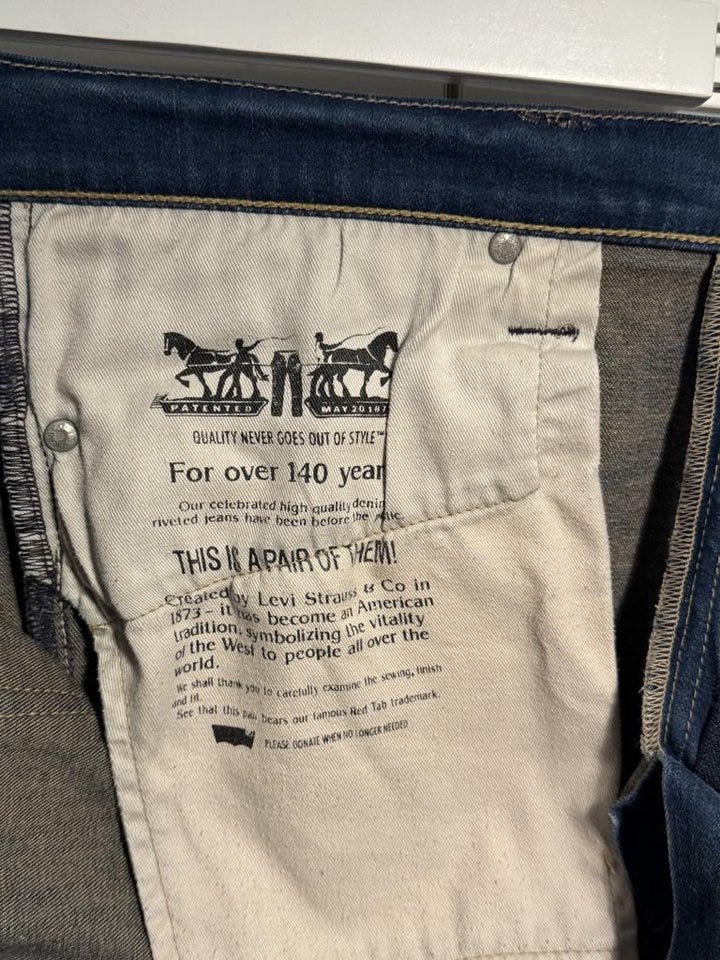 PATENTED MAY 20 187
QUALITY NEVER GOES OUT OF STYLE™
For over 140 year
Our celebrated high quality denim
riveted jeans have been before the
THIS IS A PAIR OF THEM!
Created by Levi Strauss & Co in
1873 – it has become an American
tradition, symbolizing the vitality
of the West to people all over the
world.
We shall thank you to carefully examine the sewing, finish
and fit.
See that this pair bears our famous Red Tab trademark.
PLEASE DONATE WHEN NO LONGER NEEDED